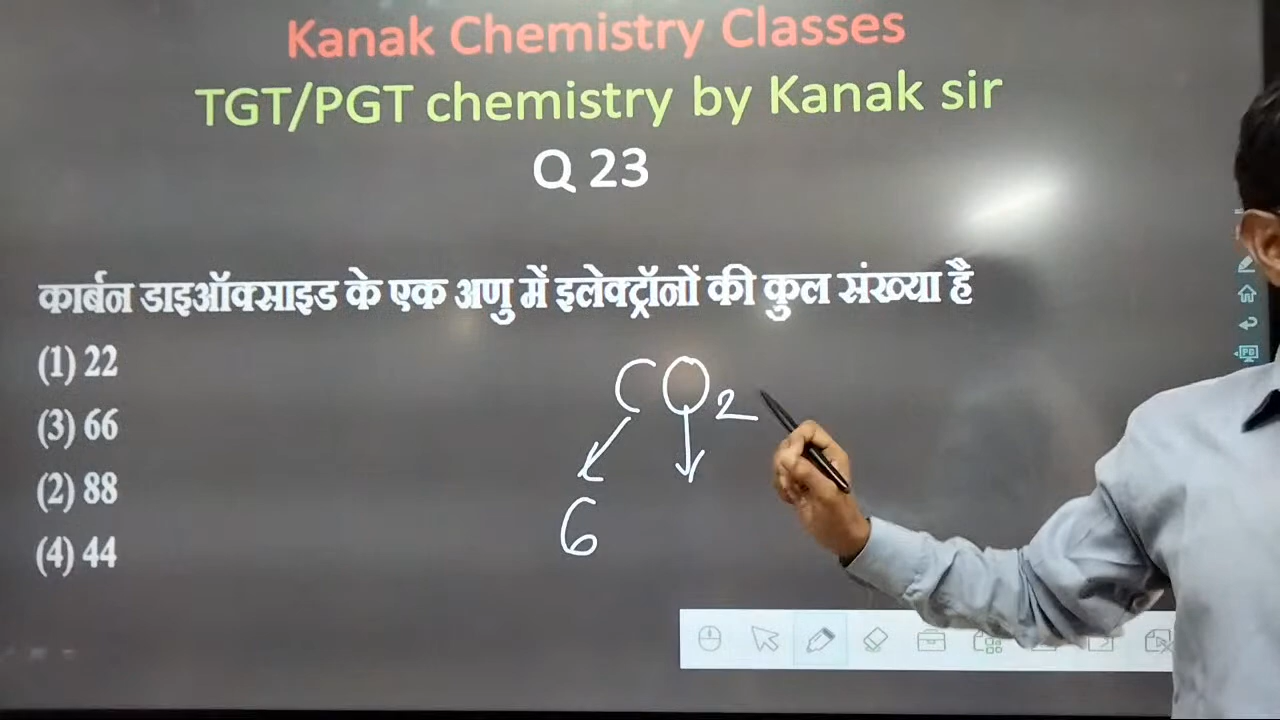 Kanak Chemistry Classes
TGT/PGT chemistry by Kanak sir
Q 23
कार्बन डाइऑक्साइड के एक अणु में इलेक्ट्रॉनों की कुल संख्या है
(1) 22
(3) 66
(2) 88
(4) 44
CO2
6
PD